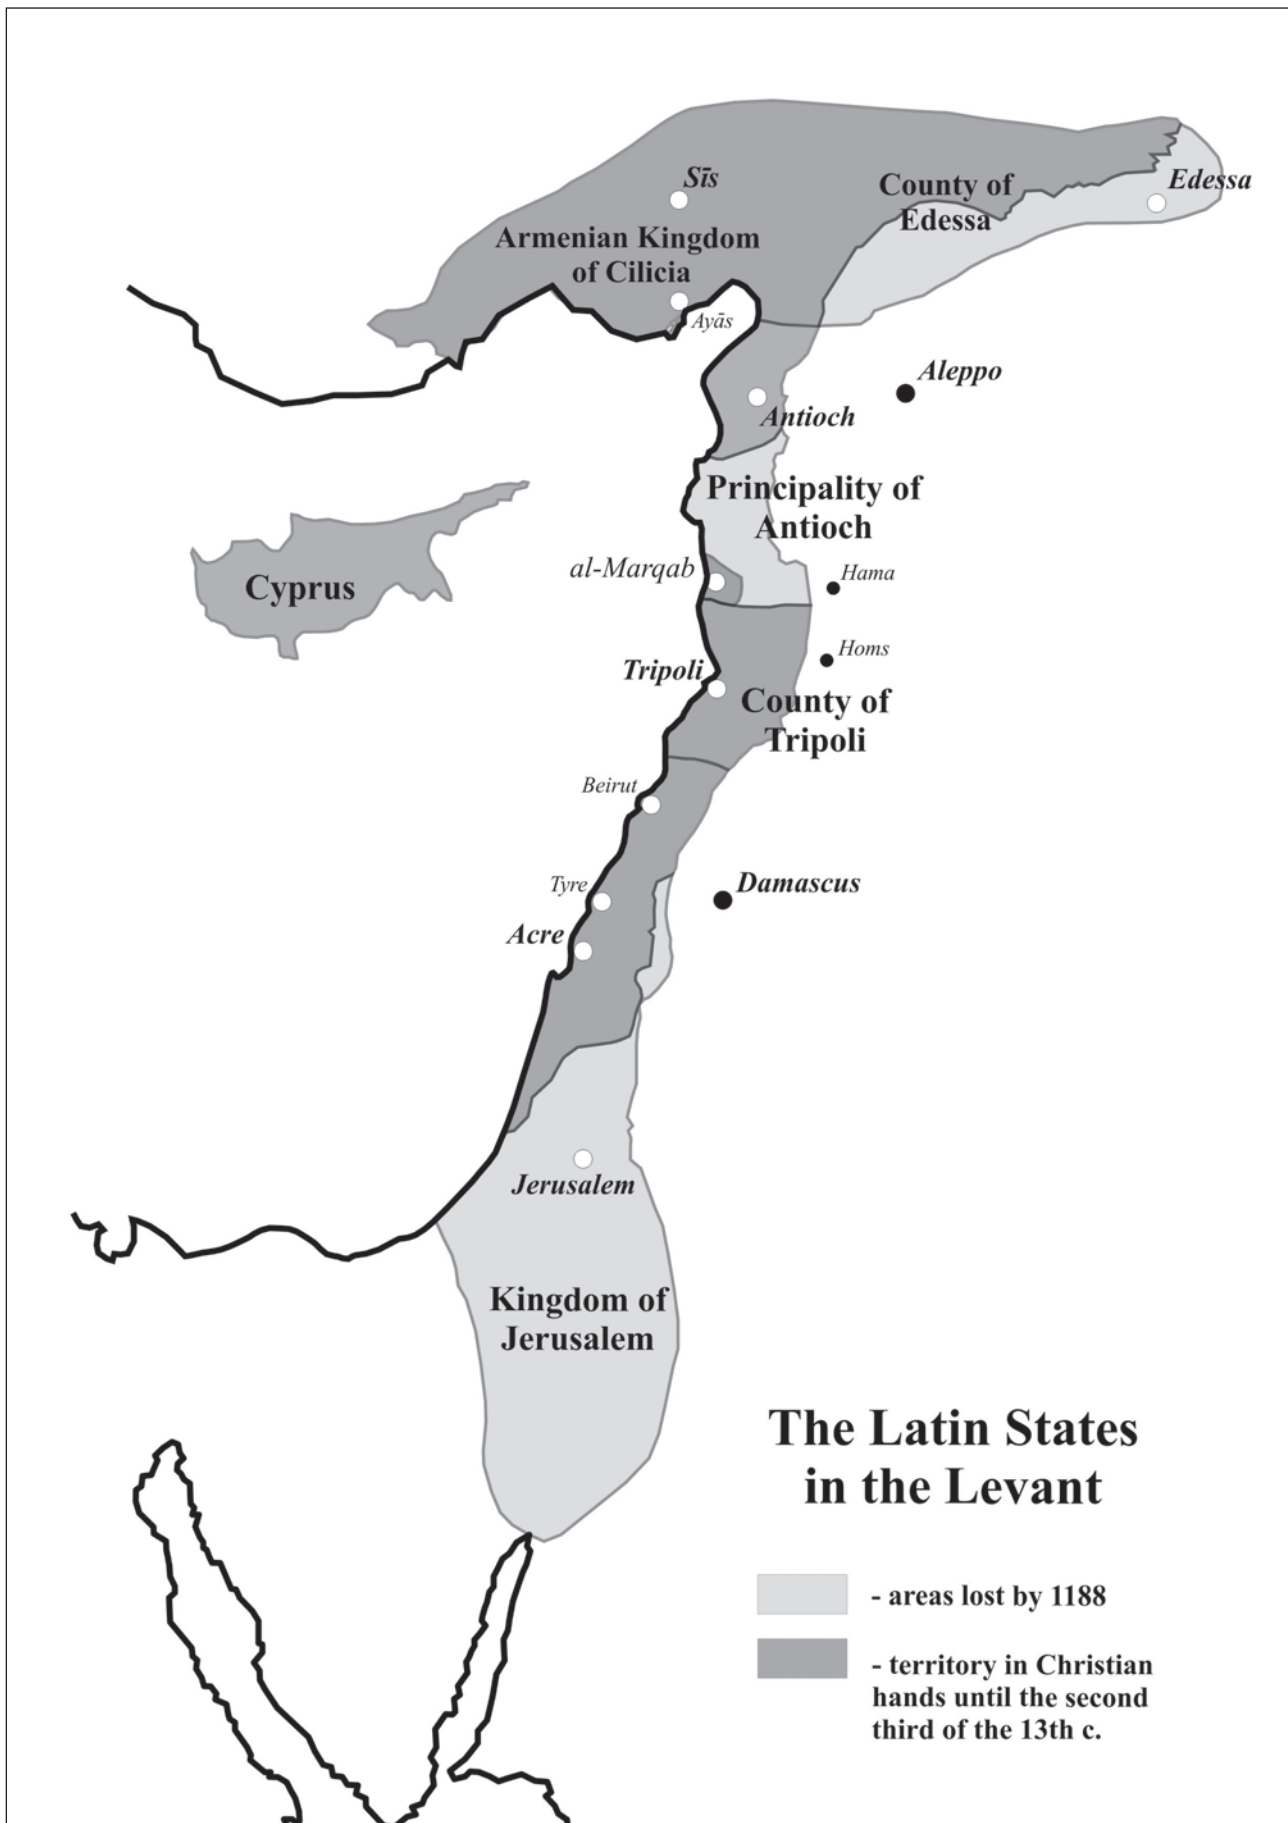 Sīs
County of
Edessa
Edessa
Armenian Kingdom
of Cilicia
Ayās
Aleppo
Antioch
Principality of
Antioch
al-Marqab
Hama
Cyprus
Homs
Tripoli
County of
Tripoli
Beirut
Tyre
Damascus
Acre
Jerusalem
Kingdom of
Jerusalem
The Latin States
in the Levant
- areas lost by 1188
- territory in Christian
hands until the second
third of the 13th c.